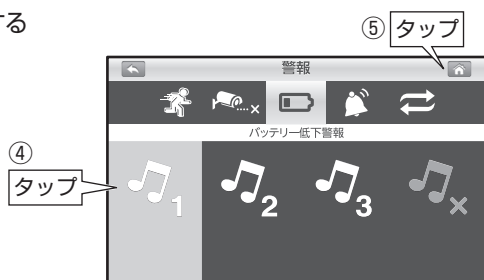 する
⑤ タップ
警報
x
バッテリー低下警報
④
タップ
1 2 3 x